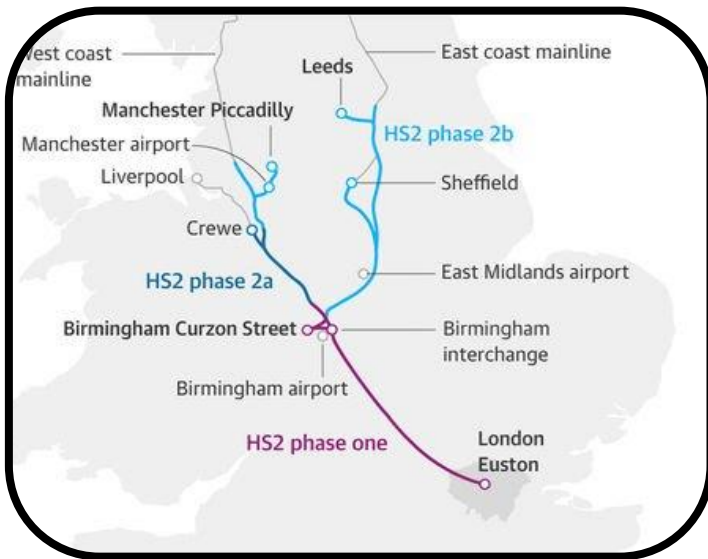 West coast
mainline
East coast mainline
Leeds
Manchester Piccadilly
HS2 phase 2b
Manchester airport
Liverpool
Sheffield
Crewe
East Midlands airport
HS2 phase 2a
Birmingham Curzon Street
Birmingham
interchange
Birmingham airport
HS2 phase one
London
Euston